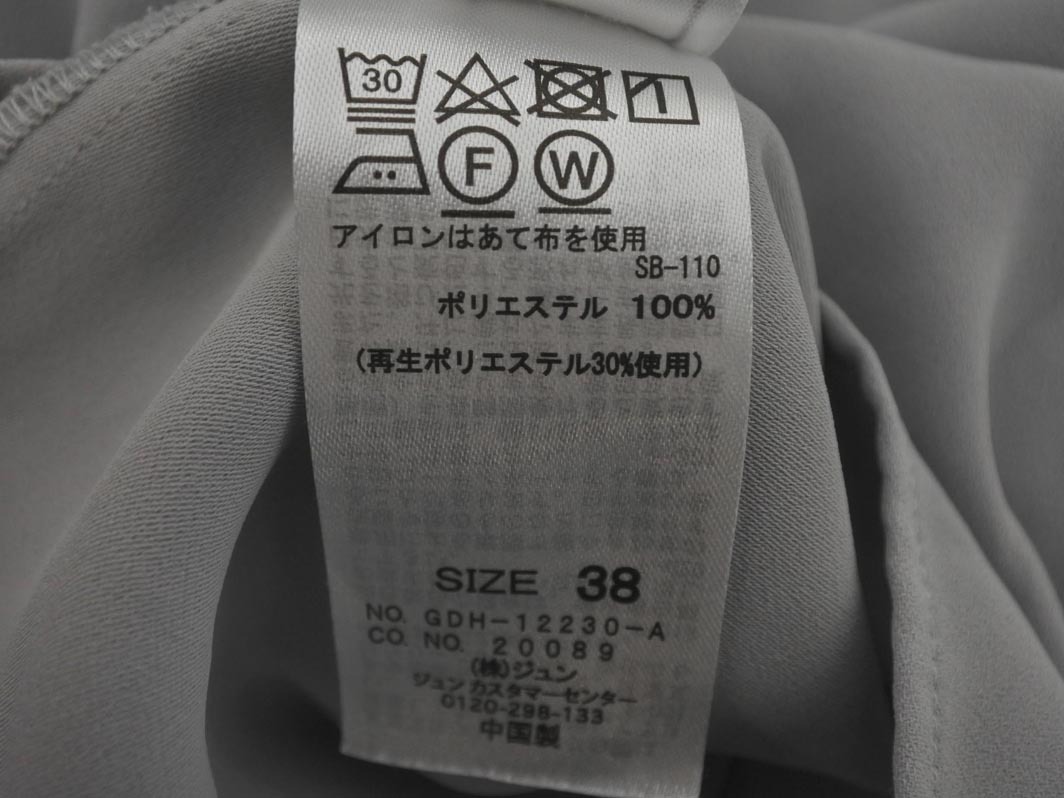 30
F W
アイロンはあて布を使用
SB-110
ポリエステル 100%
(再生ポリエステル30%使用)
SIZE 38
NO. GDH-12230-A
CO. NO. 20089
(株)ジュン
ジュン カスタマーセンター
0120-298-133
中国製